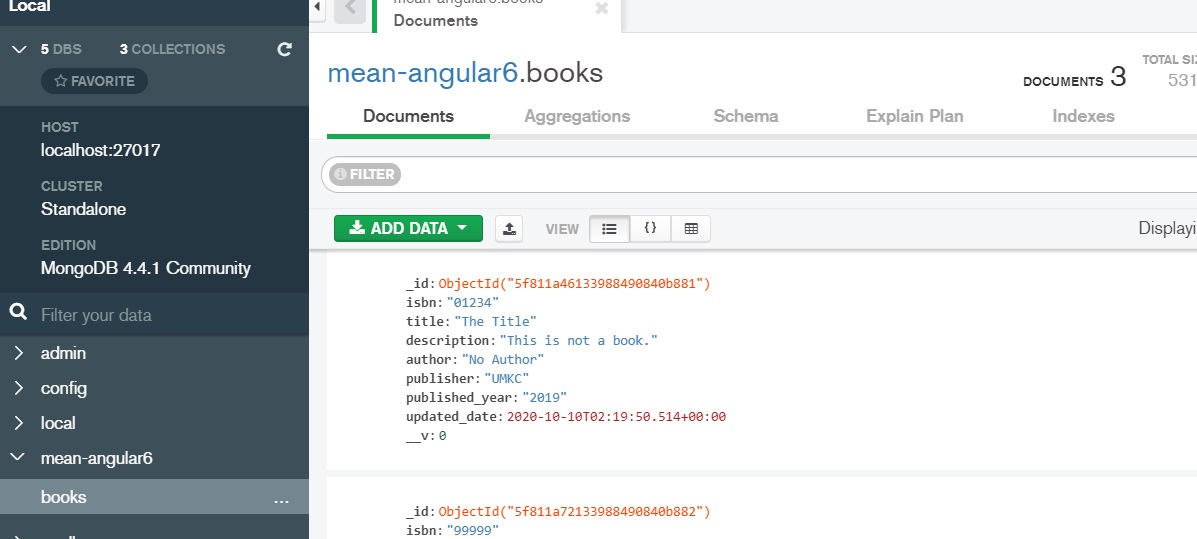 Local
5 DBS 3 COLLECTIONS
FAVORITE
HOST
localhost:27017
CLUSTER
Standalone
EDITION
MongoDB 4.4.1 Community
Filter your data
admin
config
local
mean-angular6
books ...
mean-angular6.books
Documents
mean-angular6.books
DOCUMENTS 3
TOTAL SI
531
Documents Aggregations Schema Explain Plan Indexes
FILTER
ADD DATA VIEW {} Displayi
_id: ObjectId("5f811a46133988490840b881")
isbn: "01234"
title: "The Title"
description: "This is not a book."
author: "No Author"
publisher: "UMKC"
published_year: "2019"
updated_date: 2020-10-10T02:19:50.514+00:00
__v: 0
_id: ObjectId("5f811a72133988490840b882")
isbn: "99999"